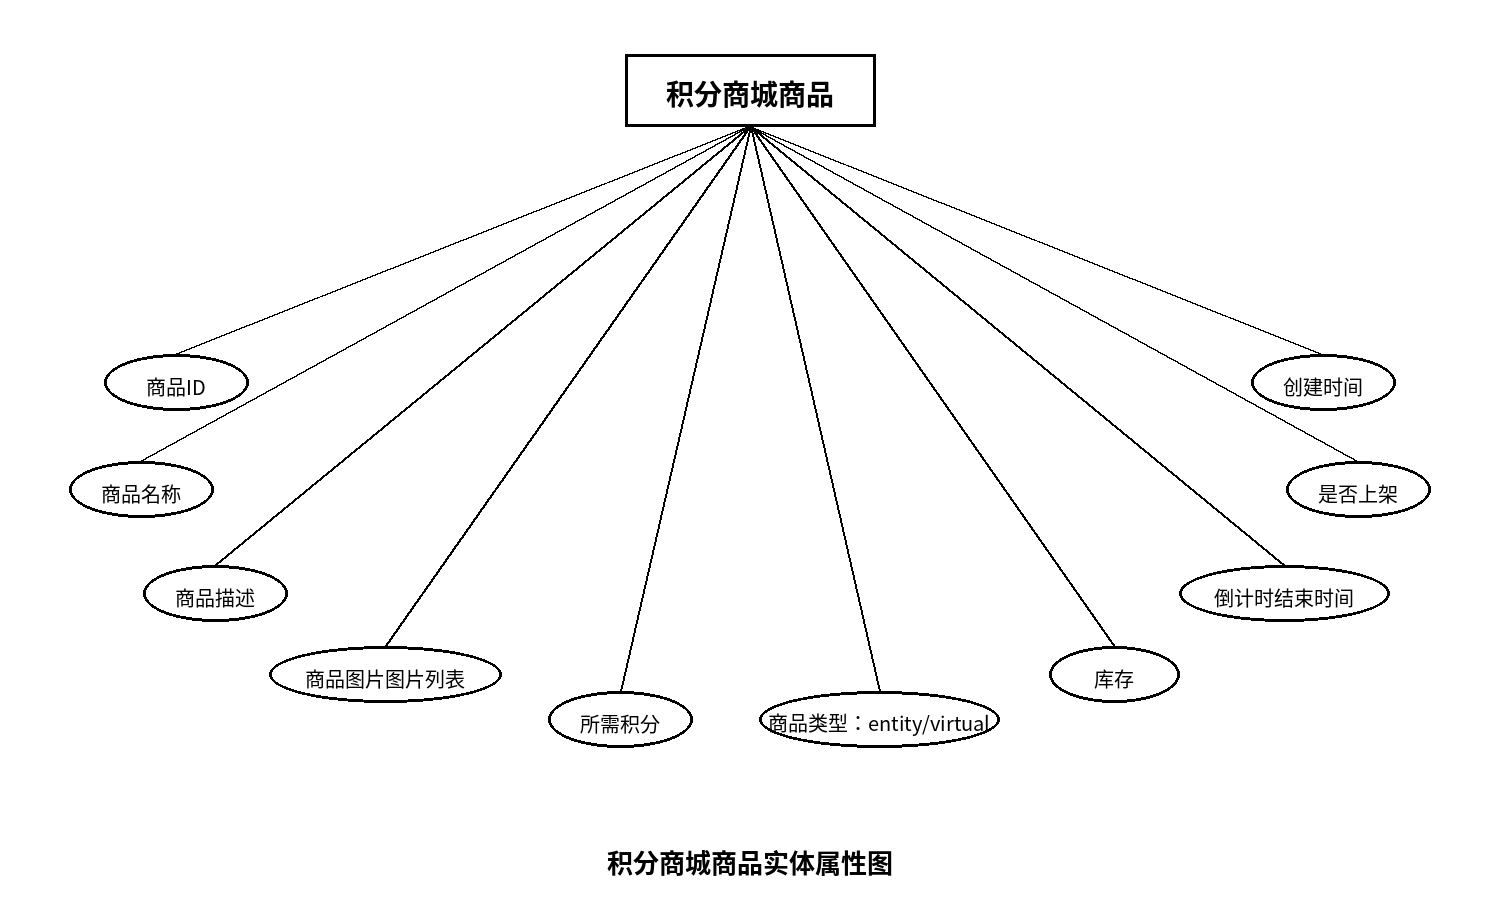 积分商城商品
商品ID
创建时间
商品名称
是否上架
商品描述
倒计时结束时间
商品图片图片列表
库存
所需积分
商品类型：entity/virtual
积分商城商品实体属性图